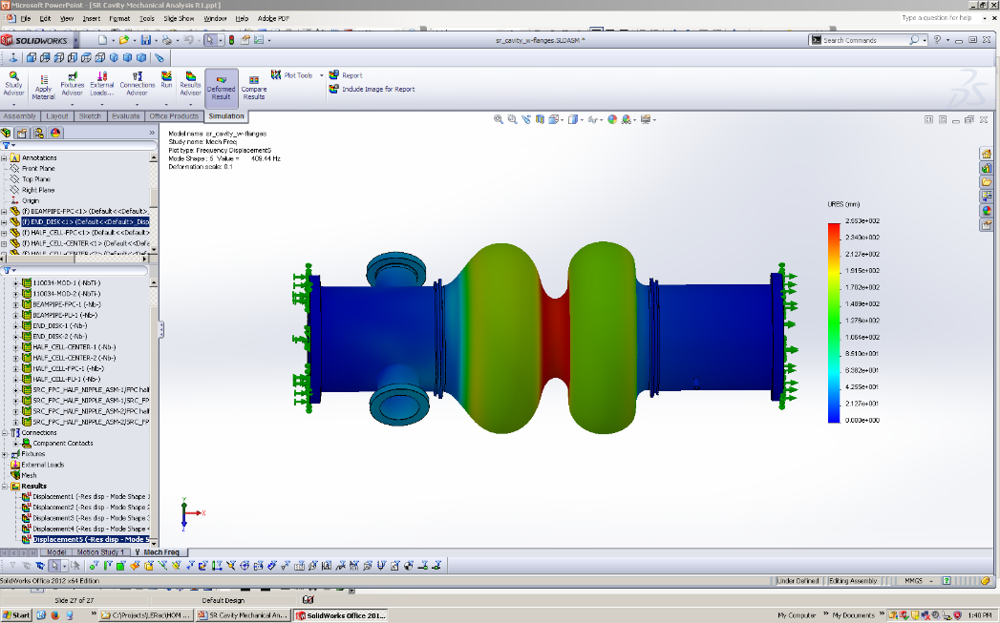 Microsoft PowerPoint - [SR Cavity Mechanical Analysis R1.ppt]
File Edit View Insert Format Tools Slide Show Window Help Adobe PDF
Type a question for help
SOLIDWORKS
sr_cavity_w-flanges.SLDASM *
Search Commands
Study Advisor
Apply Material
Fixtures Advisor
External Loads...
Connections Advisor
Run
Results Advisor
Deformed Result
Compare Results
Plot Tools
Report
Include Image for Report
Assembly Layout Sketch Evaluate Office Products Simulation
Model name: sr_cavity_w-flanges
Study name: Mech Freq
Plot type: Frequency Displacement5
Mode Shape : 5 Value = 409.44 Hz
Deformation scale: 0.1
Annotations
Front Plane
Top Plane
Right Plane
Origin
(f) BEAMPIPE-FPC<1> (Default<<Default>_
(f) END_DISK<1> (Default<<Default>_Disp
(f) HALF_CELL-FPC<1> (Default<<Default>
(f) HALF_CELL-CENTER<1> (Default<<Defa
(f) HALF_CELL-CENTER<2> (Default<<Defa
110034-MOD-1 (-NbTi-)
110034-MOD-2 (-NbTi-)
BEAMPIPE-FPC-1 (-Nb-)
BEAMPIPE-PU-1 (-Nb-)
END_DISK-1 (-Nb-)
END_DISK-2 (-Nb-)
HALF_CELL-CENTER-1 (-Nb-)
HALF_CELL-CENTER-2 (-Nb-)
HALF_CELL-FPC-1 (-Nb-)
HALF_CELL-PU-1 (-Nb-)
SRC_FPC_HALF_NIPPLE_ASM-1/FPC hal
SRC_FPC_HALF_NIPPLE_ASM-1/SRC_FP
SRC_FPC_HALF_NIPPLE_ASM-2/FPC hal
SRC_FPC_HALF_NIPPLE_ASM-2/SRC_FP
Connections
Component Contacts
Fixtures
External Loads
Mesh
Results
Displacement1 (-Res disp - Mode Shape 1
Displacement2 (-Res disp - Mode Shape 2
Displacement3 (-Res disp - Mode Shape 3
Displacement4 (-Res disp - Mode Shape 4
Displacement5 (-Res disp - Mode S
URES (mm)
2.553e+002
2.340e+002
2.127e+002
1.915e+002
1.702e+002
1.489e+002
1.276e+002
1.064e+002
8.510e+001
6.382e+001
4.255e+001
2.127e+001
0.000e+000
Y
X
Z
Model Motion Study 1 Mech Freq
SolidWorks Office 2012 x64 Edition
Under Defined Editing Assembly MMGS
Slide 27 of 27 Default Design
Start C:\Projects\LERec\HOM ... SR Cavity Mechanical An... SolidWorks Office 201... My Computer My Documents 1:40 PM